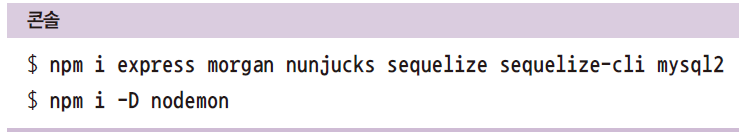 콘솔
$ npm i express morgan nunjucks sequelize sequelize-cli mysql2
$ npm i -D nodemon